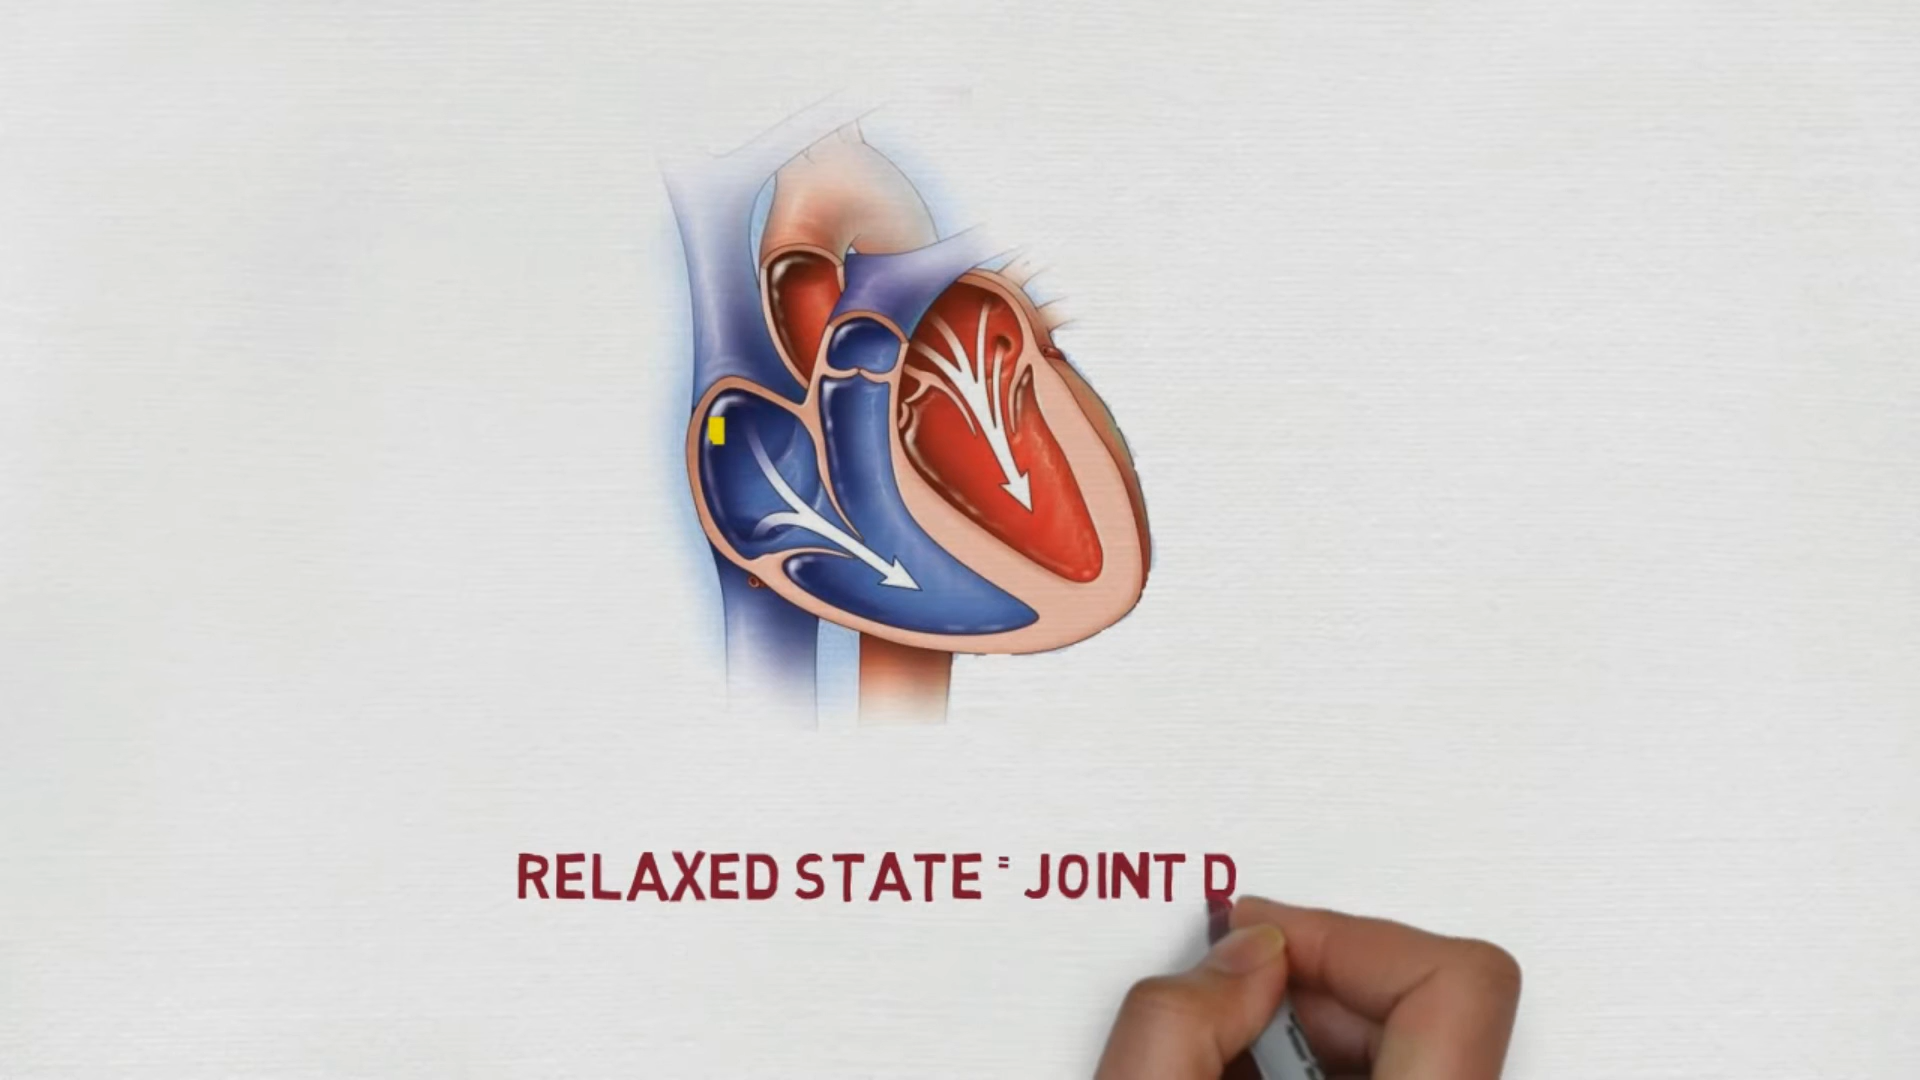 RELAXED STATE = JOINT D